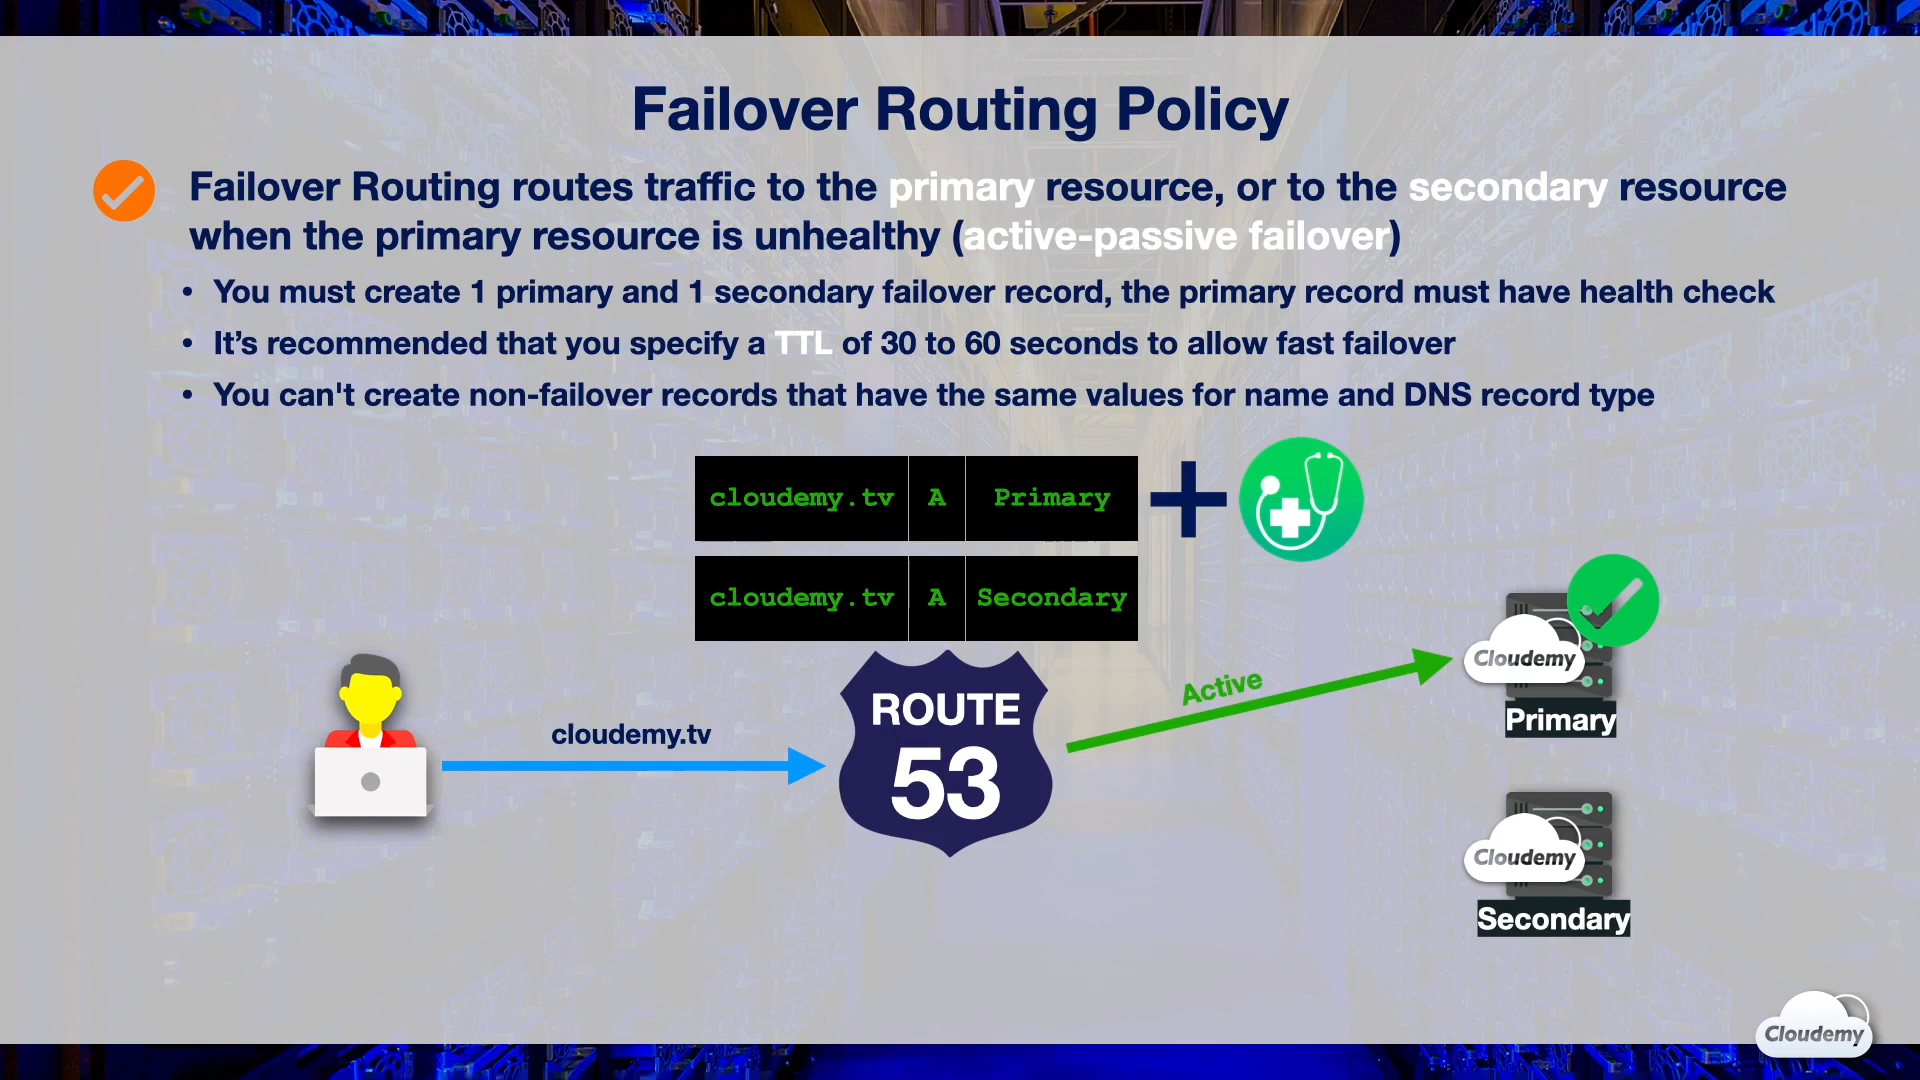 Failover Routing Policy
Failover Routing routes traffic to the primary resource, or to the secondary resource
when the primary resource is unhealthy (active-passive failover)
• You must create 1 primary and 1 secondary failover record, the primary record must have health check
• It’s recommended that you specify a TTL of 30 to 60 seconds to allow fast failover
• You can't create non-failover records that have the same values for name and DNS record type
cloudemy.tv A Primary
cloudemy.tv A Secondary
cloudemy.tv
ROUTE
53
Active
Cloudemy
Primary
Cloudemy
Secondary
Cloudemy